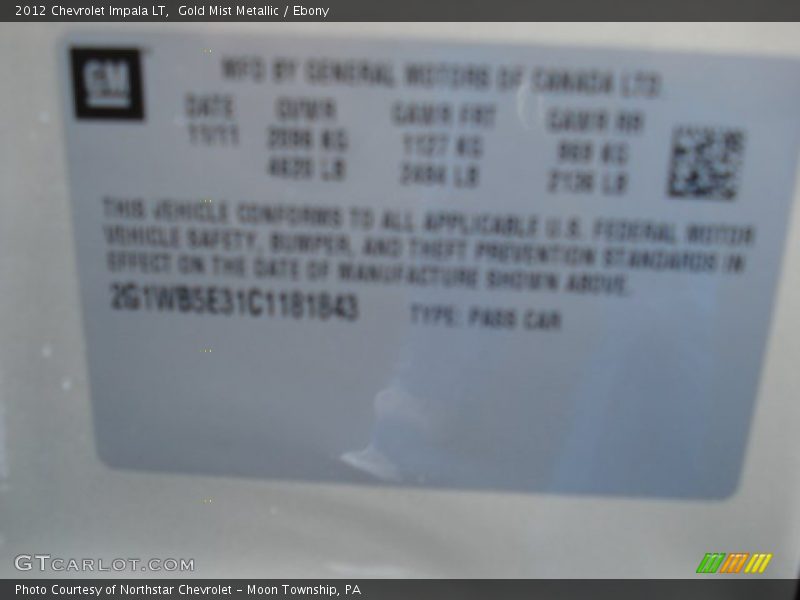 2012 Chevrolet Impala LT,  Gold Mist Metallic / Ebony
GM
MFD BY GENERAL MOTORS OF CANADA LTD.
DATE GVWR GAWR FRT GAWR RR
11/11 2096 KG 1127 KG 969 KG
4620 LB 2484 LB 2136 LB
THIS VEHICLE CONFORMS TO ALL APPLICABLE U.S. FEDERAL MOTOR
VEHICLE SAFETY, BUMPER, AND THEFT PREVENTION STANDARDS IN
EFFECT ON THE DATE OF MANUFACTURE SHOWN ABOVE.
2G1WB5E31C1181843 TYPE: PASS CAR
GTCARLOT.COM
Photo Courtesy of Northstar Chevrolet - Moon Township, PA